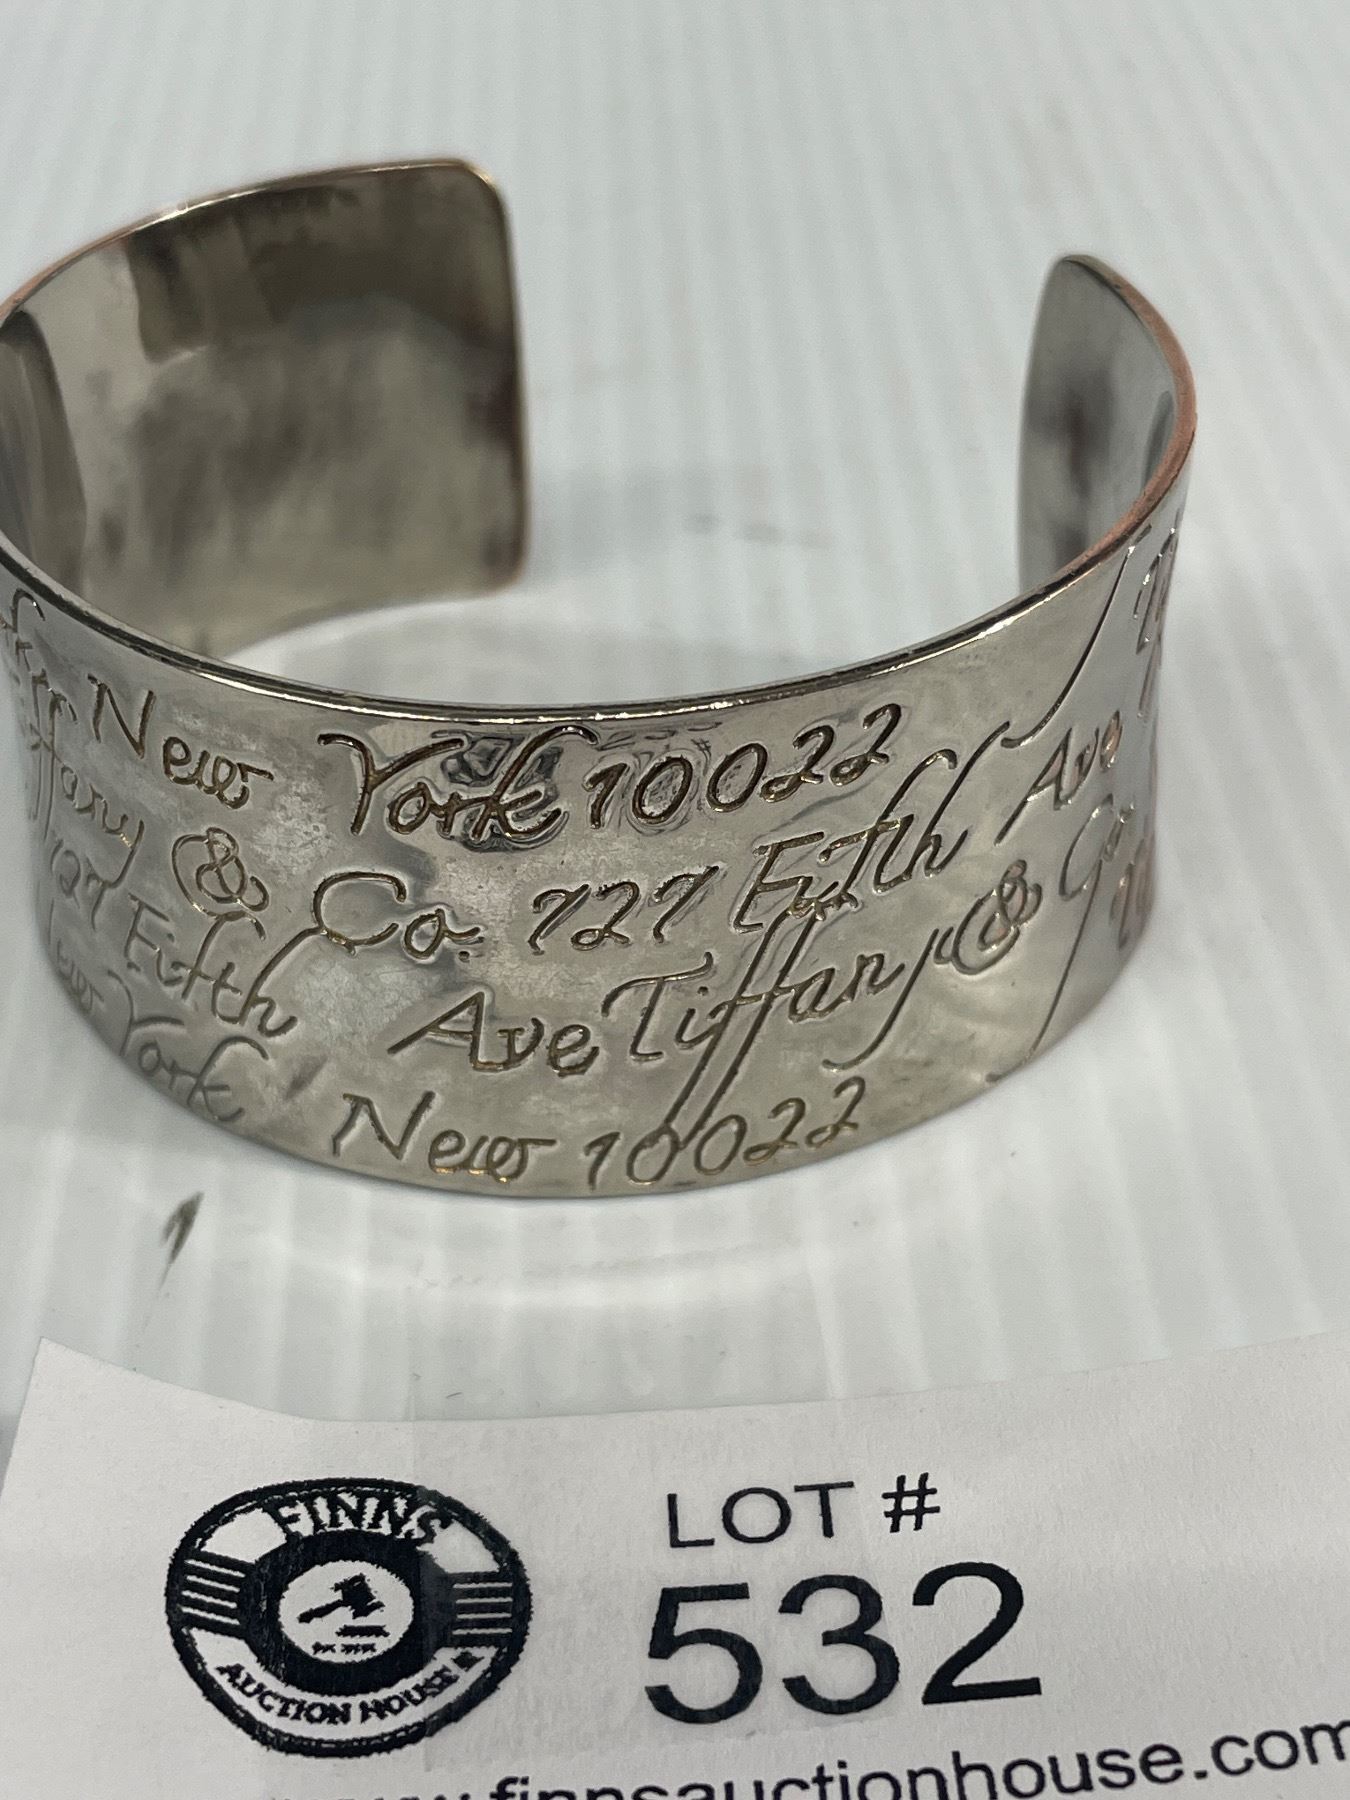 New York 10022
Tiffany & Co. 727 Fifth Ave
727 Fifth Ave Tiffany & Co
New York New 10022
FINNS
AUCTION HOUSE
LOT #
532
www.finnsauctionhouse.com